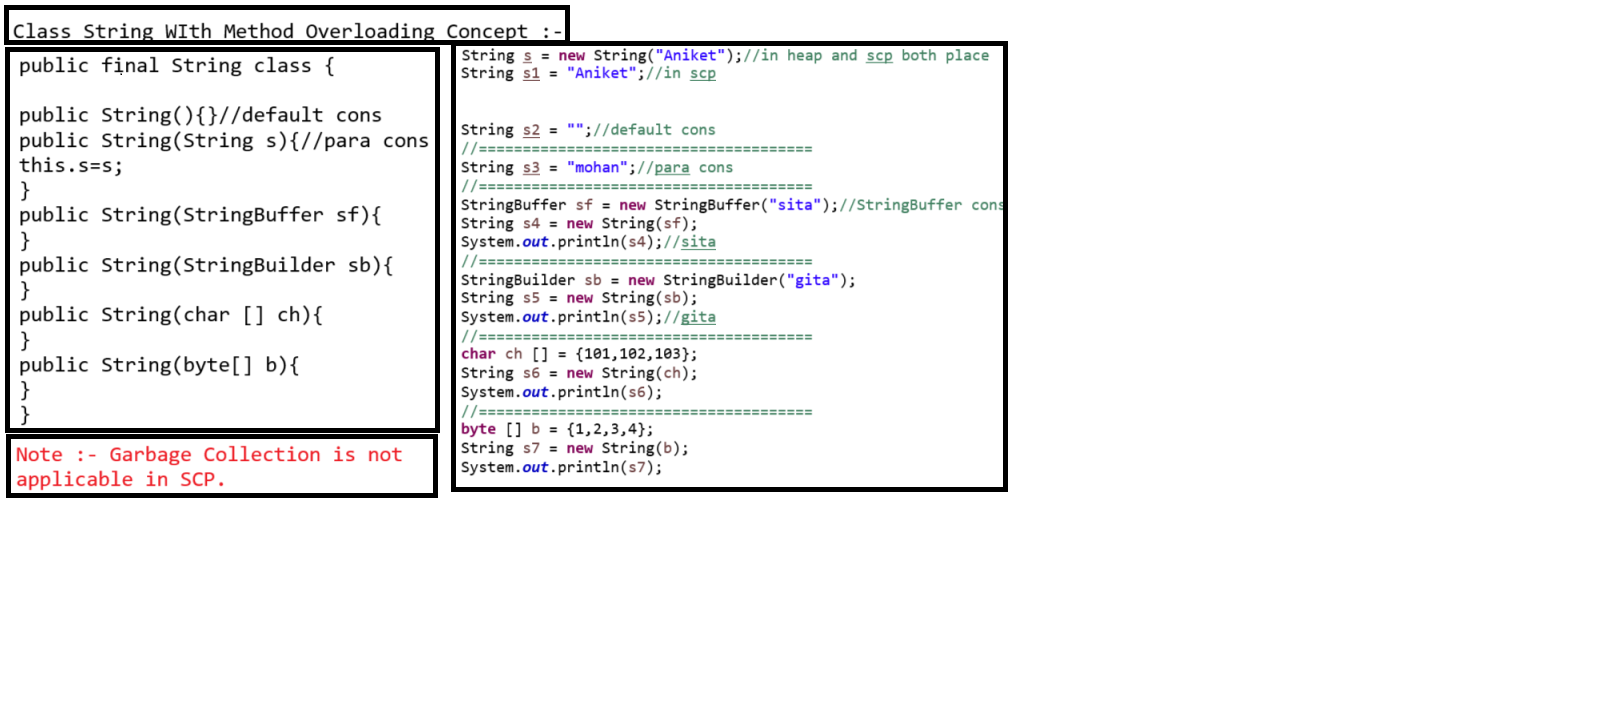 Class String WIth Method Overloading Concept :-
public final String class {
public String(){}//default cons
public String(String s){//para cons
this.s=s;
}
public String(StringBuffer sf){
}
public String(StringBuilder sb){
}
public String(char [] ch){
}
public String(byte[] b){
}
}
Note :- Garbage Collection is not
applicable in SCP.
String s = new String("Aniket");//in heap and scp both place
String s1 = "Aniket";//in scp
String s2 = "";//default cons
//======================================
String s3 = "mohan";//para cons
//======================================
StringBuffer sf = new StringBuffer("sita");//StringBuffer cons
String s4 = new String(sf);
System.out.println(s4);//sita
//======================================
StringBuilder sb = new StringBuilder("gita");
String s5 = new String(sb);
System.out.println(s5);//gita
//======================================
char ch [] = {101,102,103};
String s6 = new String(ch);
System.out.println(s6);
//======================================
byte [] b = {1,2,3,4};
String s7 = new String(b);
System.out.println(s7);